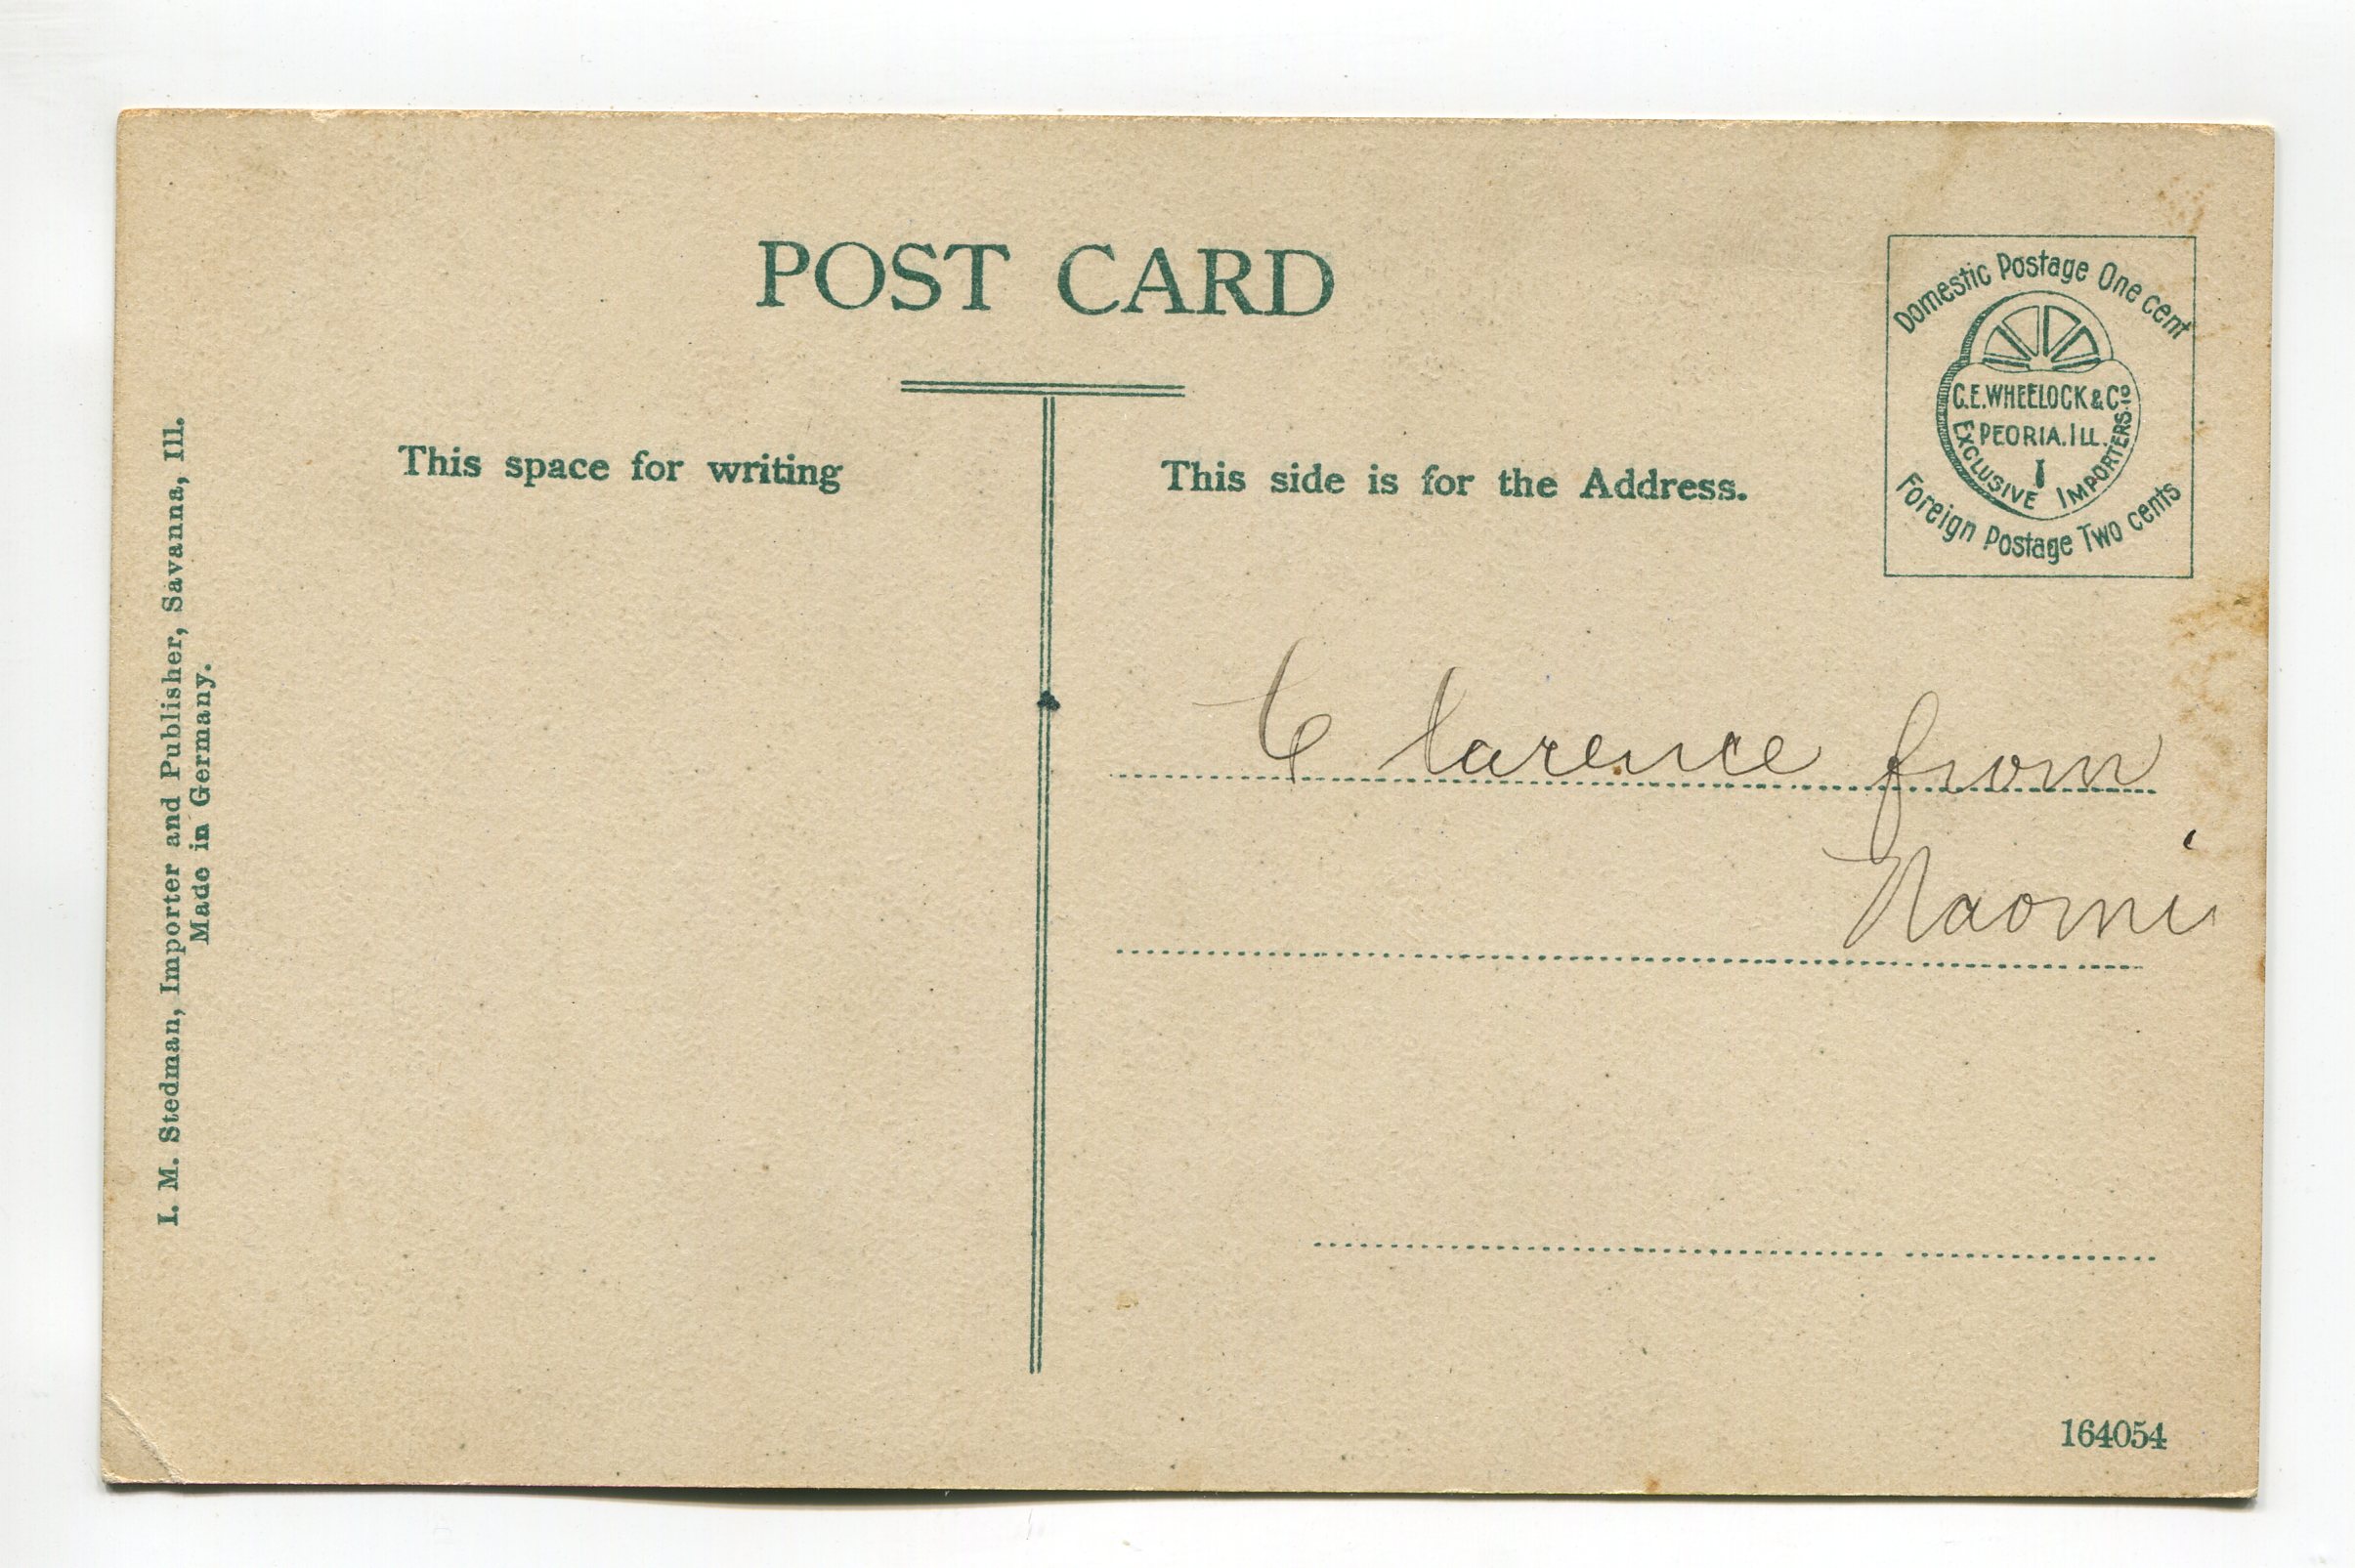 POST CARD
Domestic Postage One cent
C.E. WHEELOCK & Co
PEORIA. ILL.
EXCLUSIVE IMPORTERS
Foreign Postage Two cents
This space for writing
This side is for the Address.
I. M. Stedman, Importer and Publisher, Savanna, Ill.
Made in Germany.
Clarence from
Naomi
164054